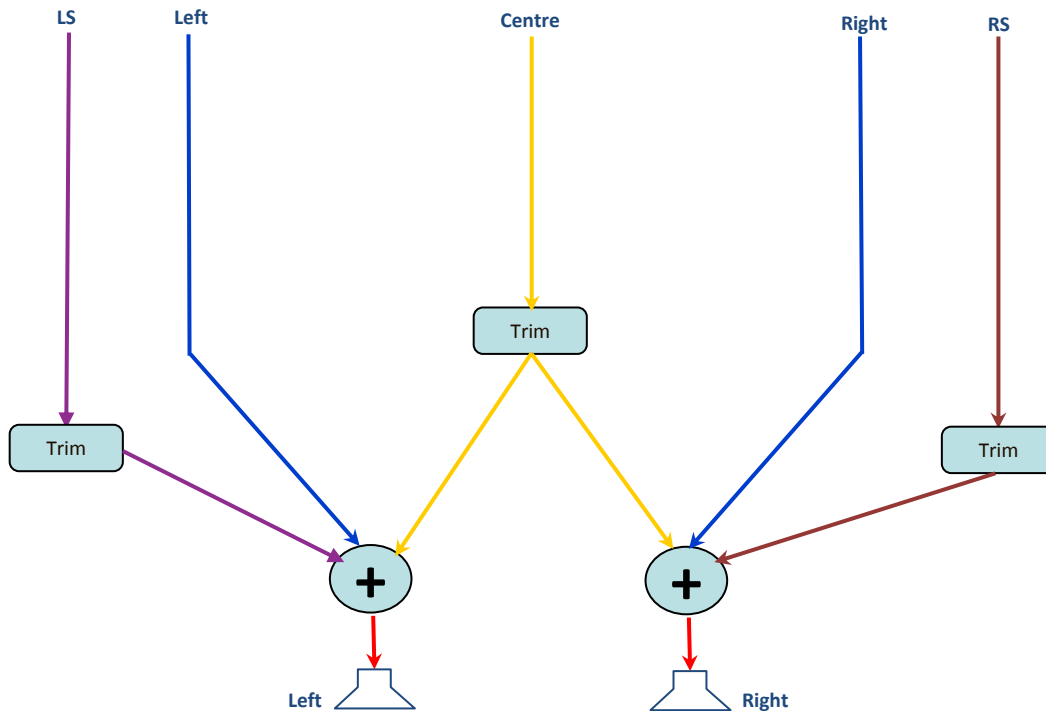 LS
Left
Centre
Right
RS
Trim
Trim
Trim
+
+
Left
Right